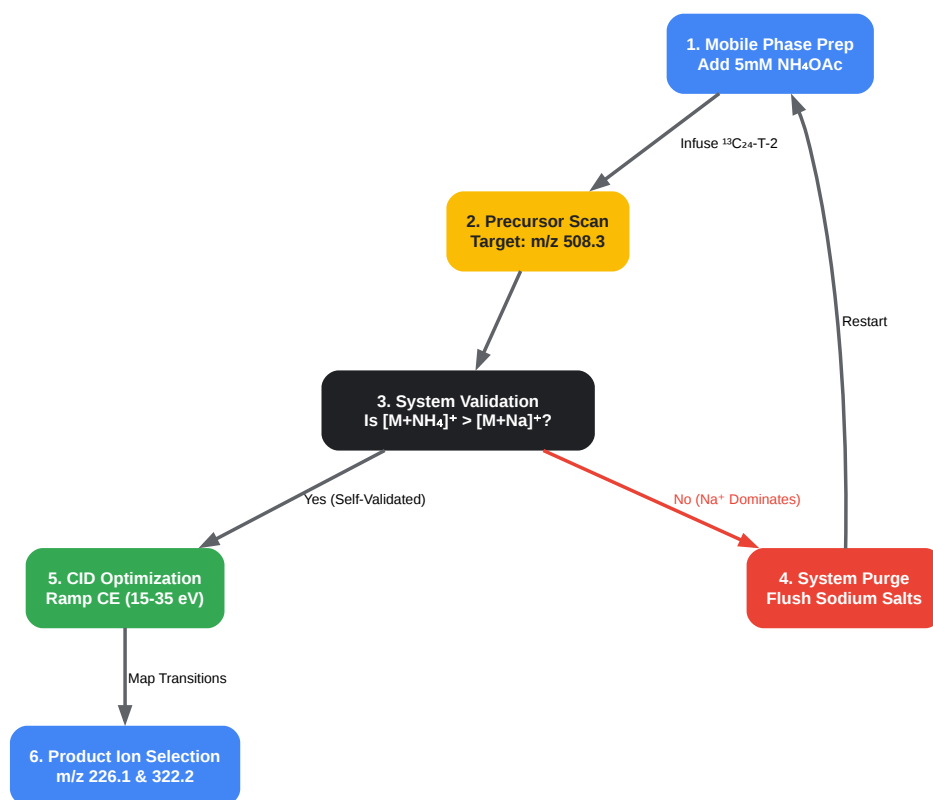 1. Mobile Phase Prep
Add 5mM NH₄OAc
Infuse ¹³C₂₄-T-2
2. Precursor Scan
Target: m/z 508.3
Restart
3. System Validation
Is [M+NH₄]⁺ > [M+Na]⁺?
Yes (Self-Validated)
No (Na⁺ Dominates)
5. CID Optimization
Ramp CE (15-35 eV)
4. System Purge
Flush Sodium Salts
Map Transitions
6. Product Ion Selection
m/z 226.1 & 322.2